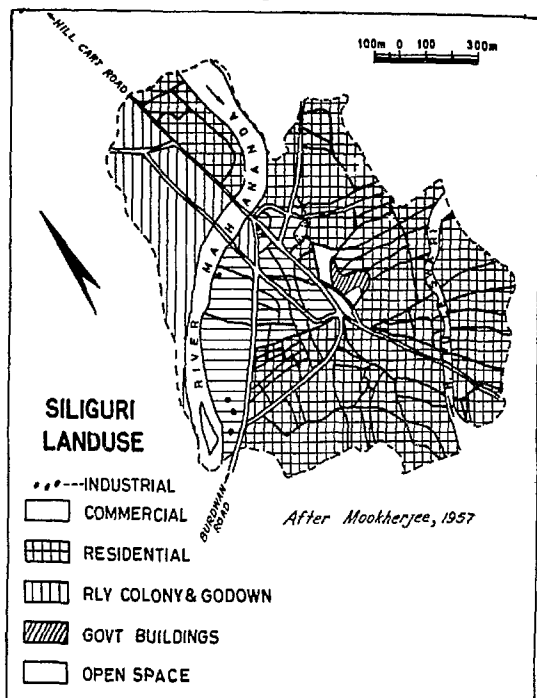 HILL CART ROAD
100m 0 100 300m
RIVER MAHANANDA
SILIGURI
LANDUSE
INDUSTRIAL
COMMERCIAL
RESIDENTIAL
RLY COLONY & GODOWN
GOVT BUILDINGS
OPEN SPACE
BURDWAN
ROAD
After Mookherjee, 1957